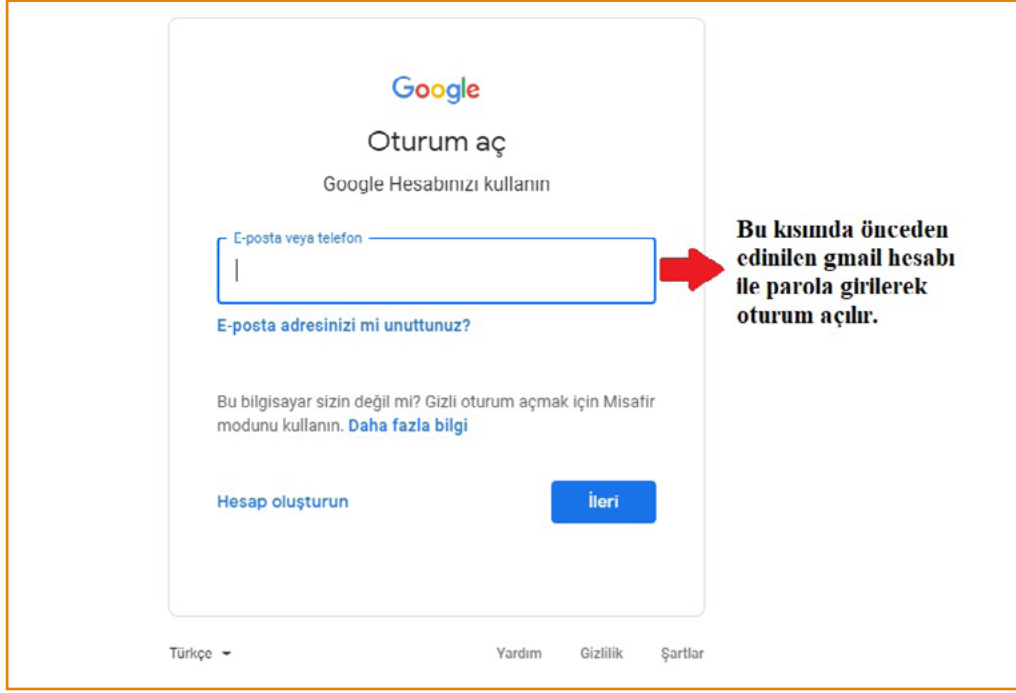 Google
Oturum aç
Google Hesabınızı kullanın
E-posta veya telefon
E-posta adresinizi mi unuttunuz?
Bu bilgisayar sizin değil mi? Gizli oturum açmak için Misafir
modunu kullanın. Daha fazla bilgi
Hesap oluşturun
İleri
Bu kısımda önceden
edinilen gmail hesabı
ile parola girilerek
oturum açılır.
Türkçe
Yardım
Gizlilik
Şartlar